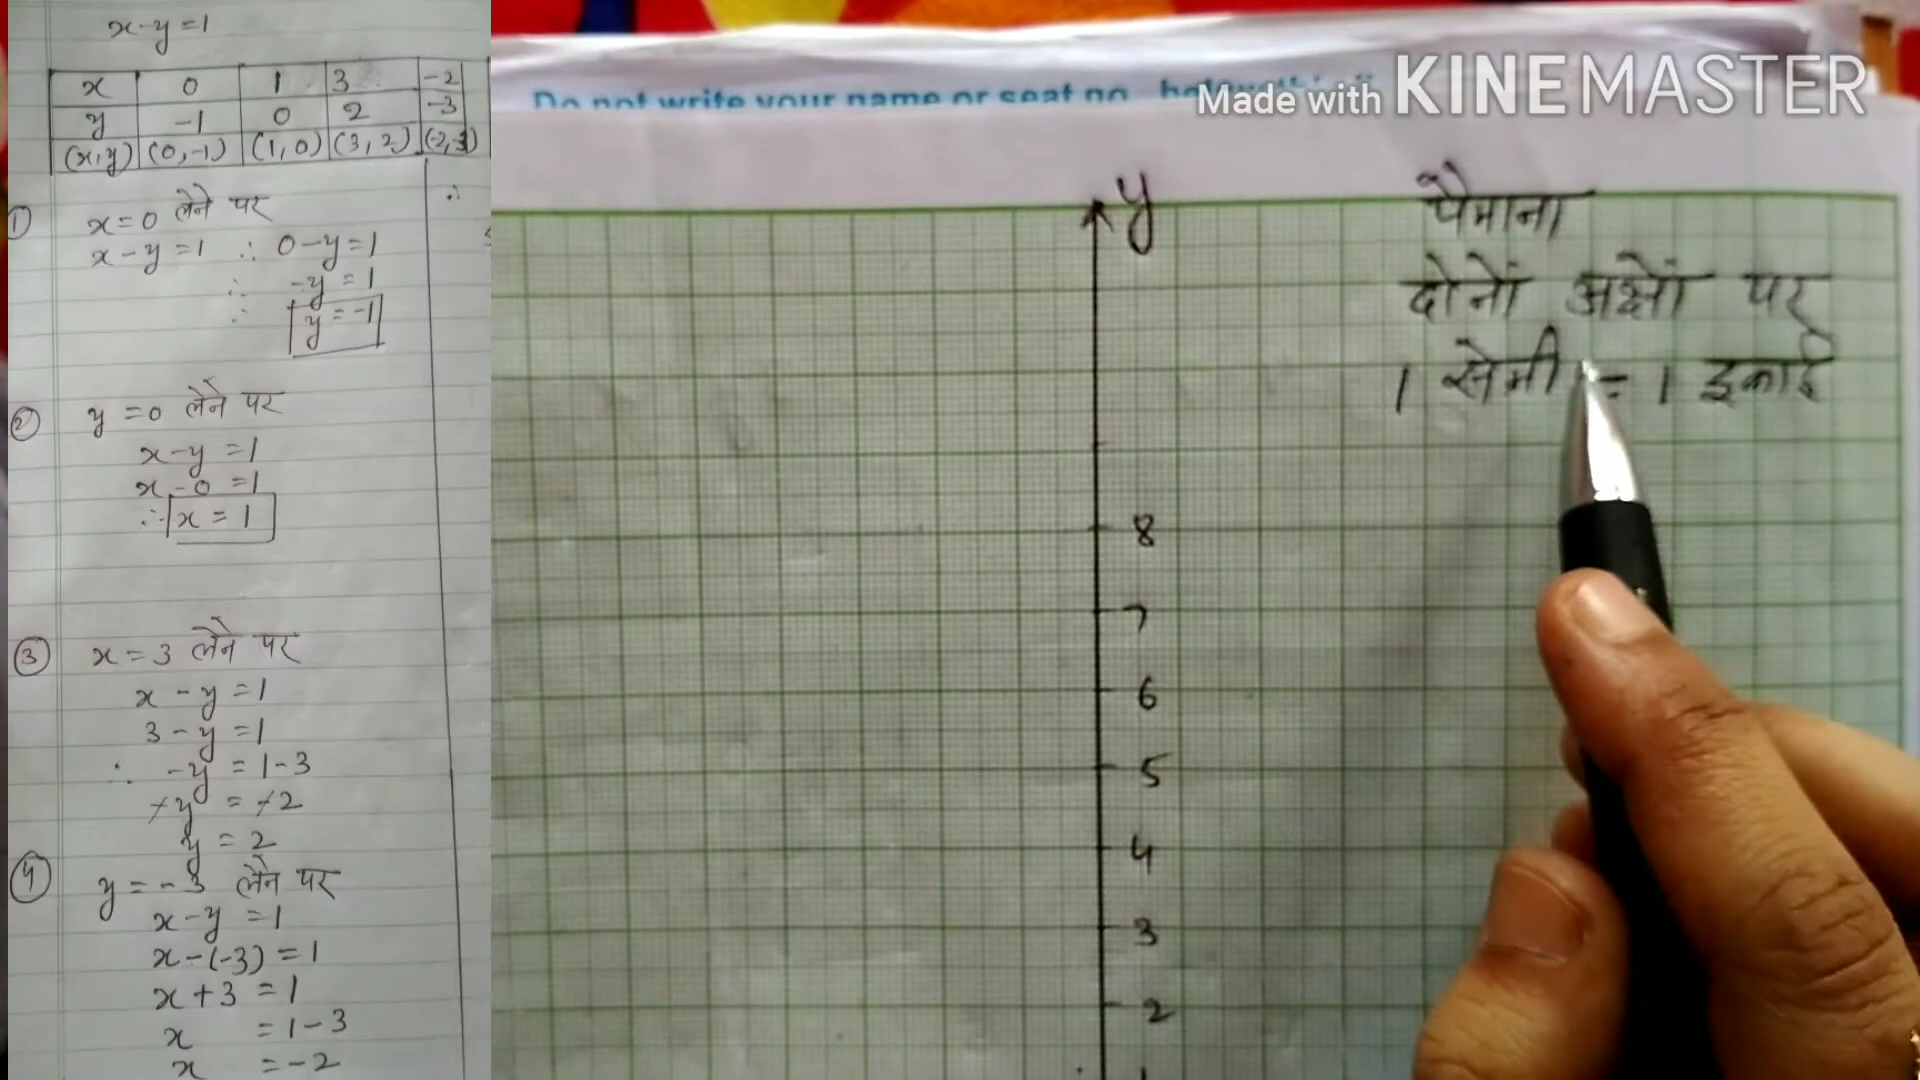 x-y=1
x 0 1 3 -2
y -1 0 2 -3
(x,y) (0,-1) (1,0) (3,2) (-2,-3)
① x=0 लेने पर
x-y=1 ∴ 0-y=1
∴ -y=1
∴ y=-1
② y=0 लेने पर
x-y=1
x-0=1
∴ x=1
③ x=3 लेने पर
x-y=1
3-y=1
∴ -y=1-3
-y=-2
y=2
④ y=-3 लेने पर
x-y=1
x-(-3)=1
x+3=1
x=1-3
x=-2
Do not write your name or seat no.
Made with KINEMASTER
y
8
7
6
5
4
3
2
1
पैमाना
दोनों अक्षों पर
1 सेमी = 1 इकाई